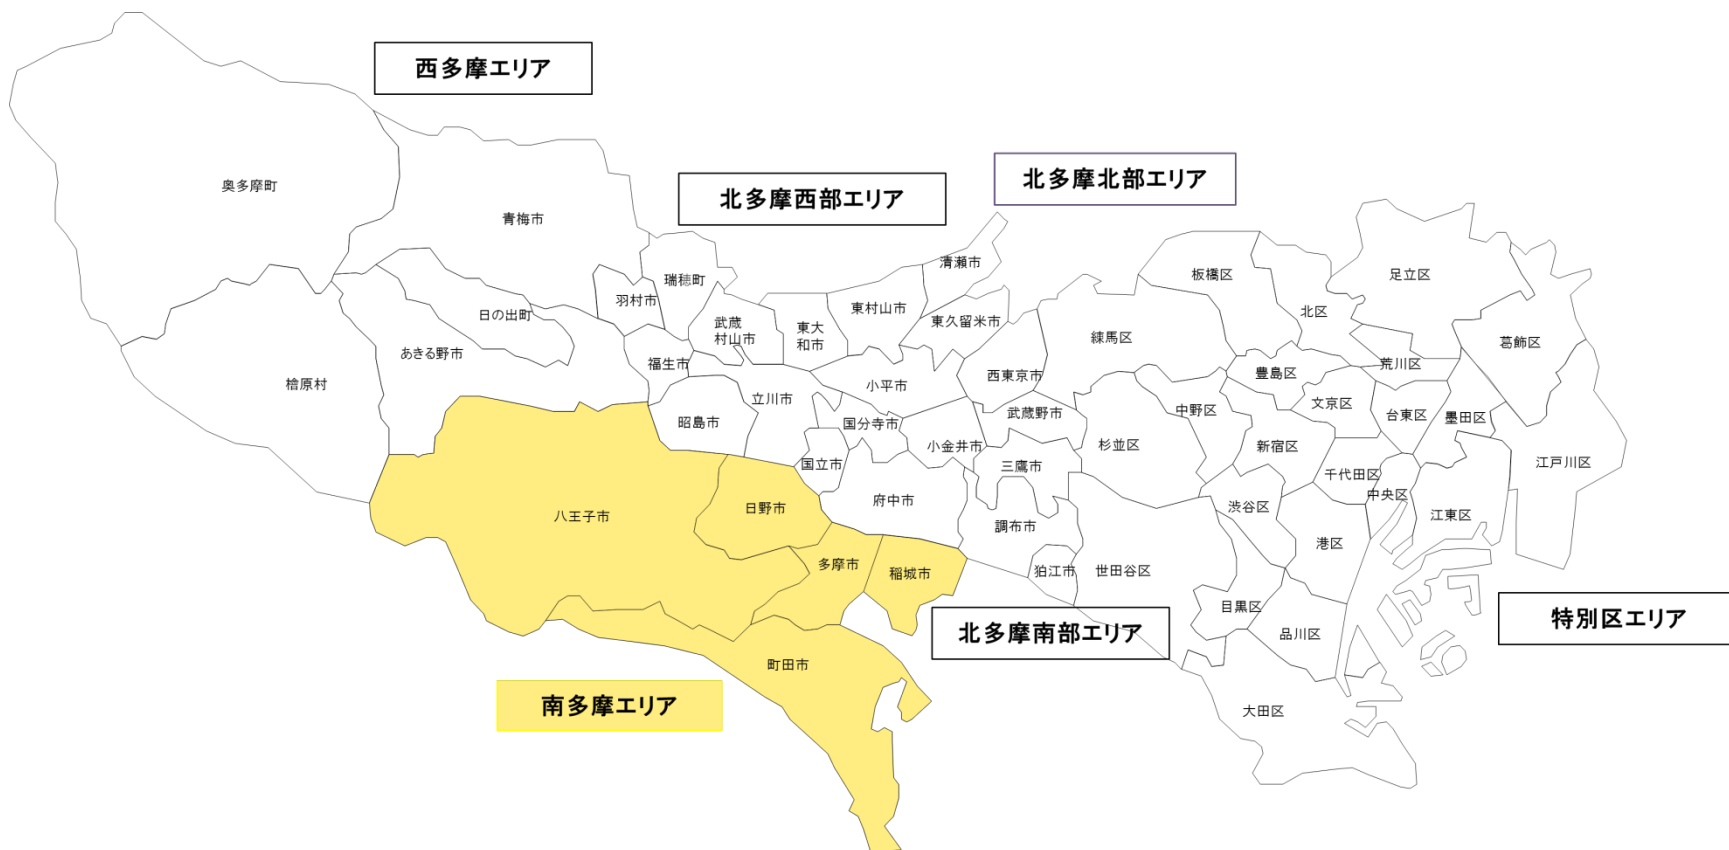 西多摩エリア
北多摩西部エリア
北多摩北部エリア
奥多摩町
青梅市
瑞穂町
羽村市
日の出町
あきる野市
檜原村
福生市
武蔵
村山市
東大
和市
東村山市
清瀬市
東久留米市
西東京市
小平市
立川市
昭島市
国分寺市
国立市
小金井市
武蔵野市
三鷹市
府中市
調布市
狛江市
八王子市
日野市
多摩市
稲城市
町田市
板橋区
北区
足立区
葛飾区
練馬区
豊島区
荒川区
文京区
台東区
墨田区
中野区
杉並区
新宿区
千代田区
中央区
江戸川区
江東区
渋谷区
港区
世田谷区
目黒区
品川区
大田区
北多摩南部エリア
特別区エリア
南多摩エリア